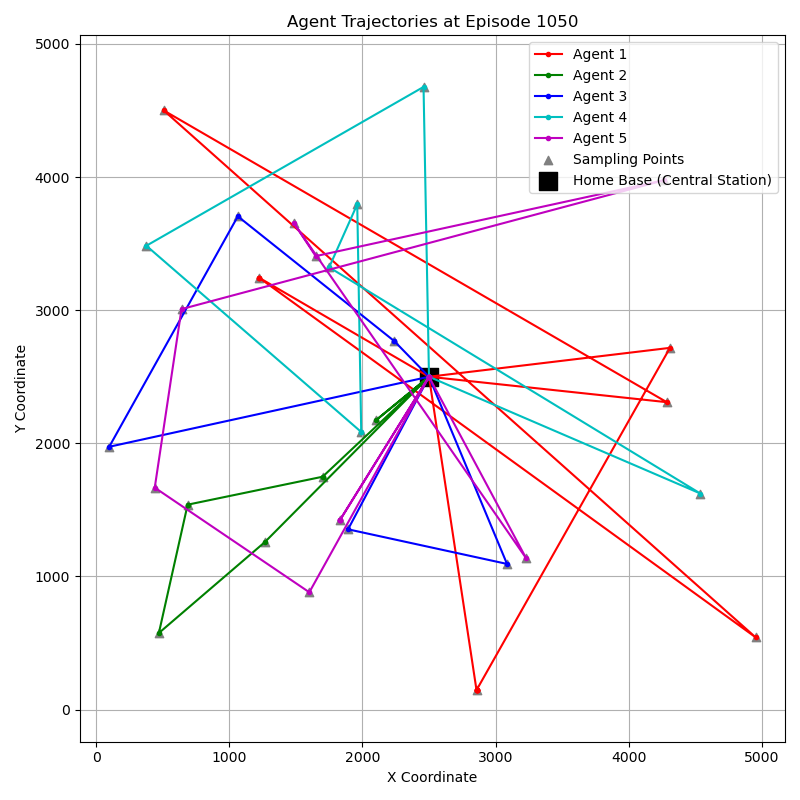 Agent Trajectories at Episode 1050
5000
4000
3000
2000
1000
0
Y Coordinate
Agent 1
Agent 2
Agent 3
Agent 4
Agent 5
Sampling Points
Home Base (Central Station)
0 1000 2000 3000 4000 5000
X Coordinate